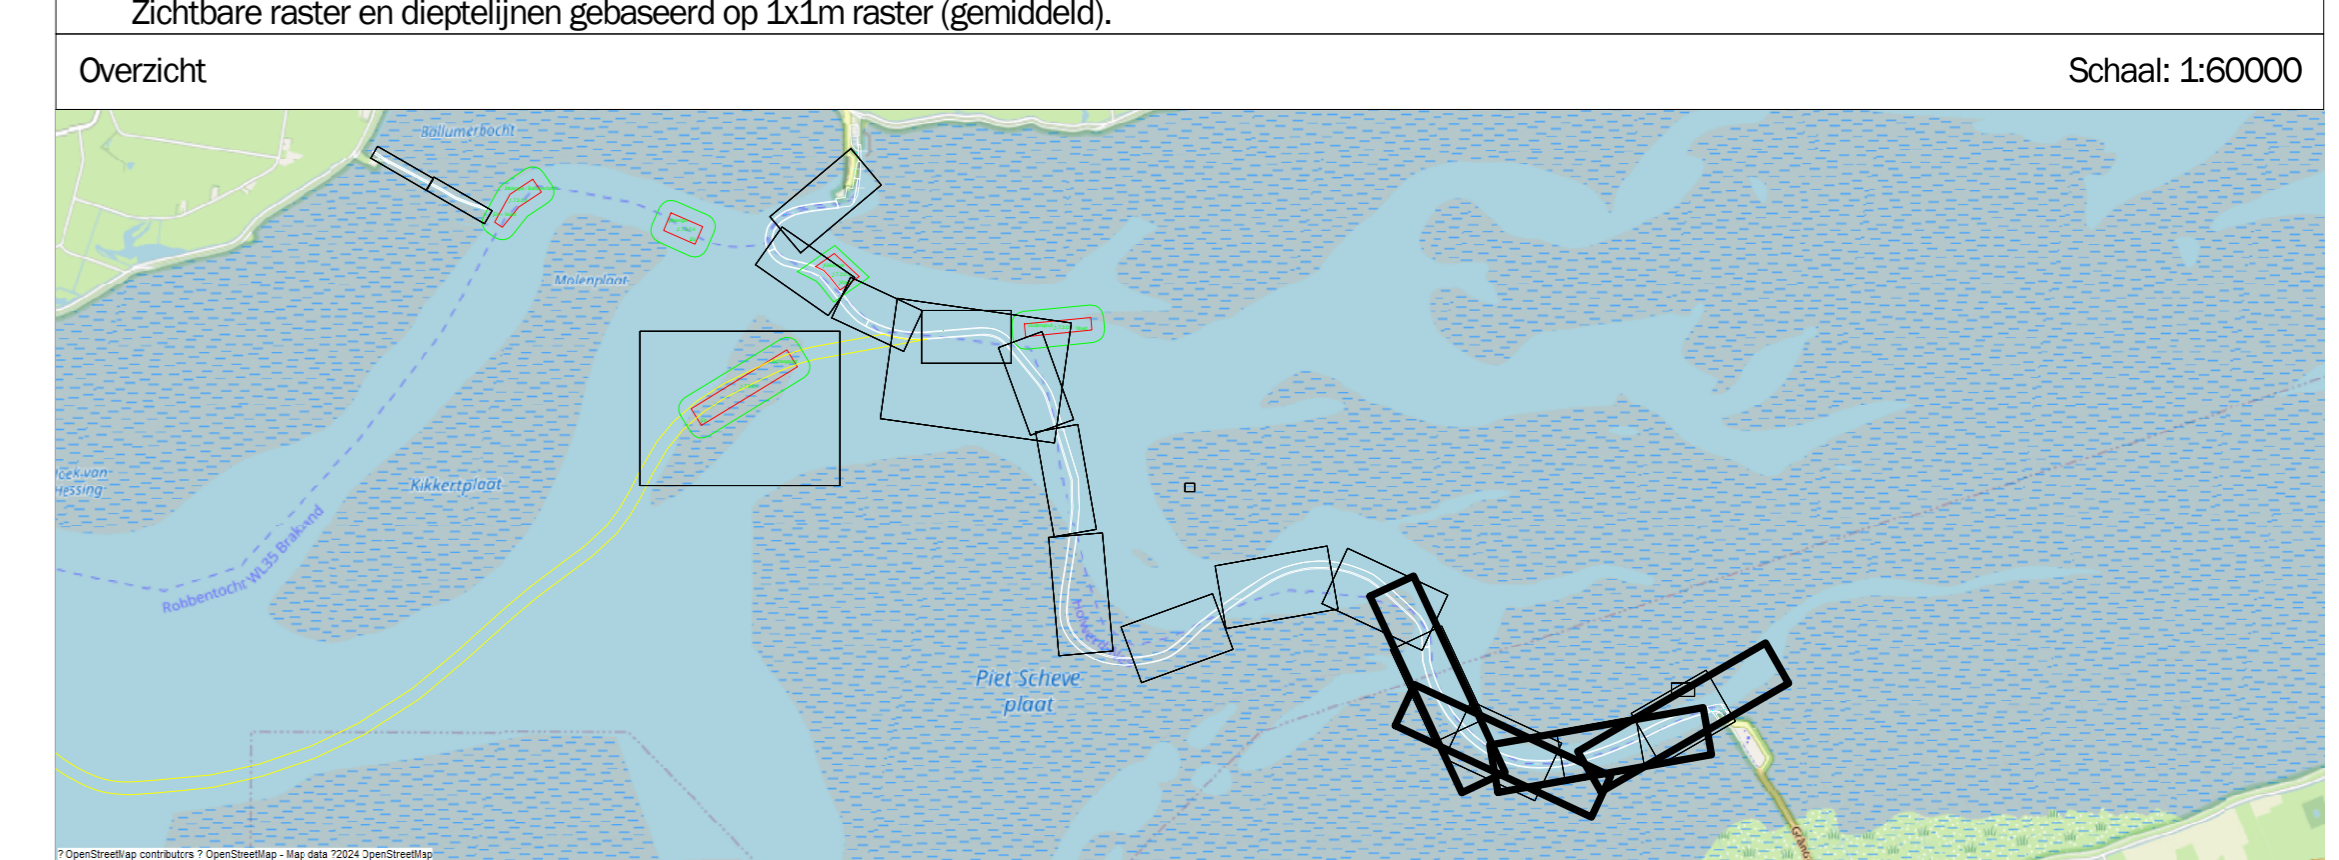 Zichtbare raster en dieptelijnen gebaseerd op 1x1m raster (gemiddeld).
Overzicht
Schaal: 1:60000
Ballumerbocht
Molenplaat
Kikkertplaat
Robbentocht WL35 Brakzand
Piet Scheve
plaat
? OpenStreetMap contributors ? OpenStreetMap - Map data ?2024 OpenStreetMap